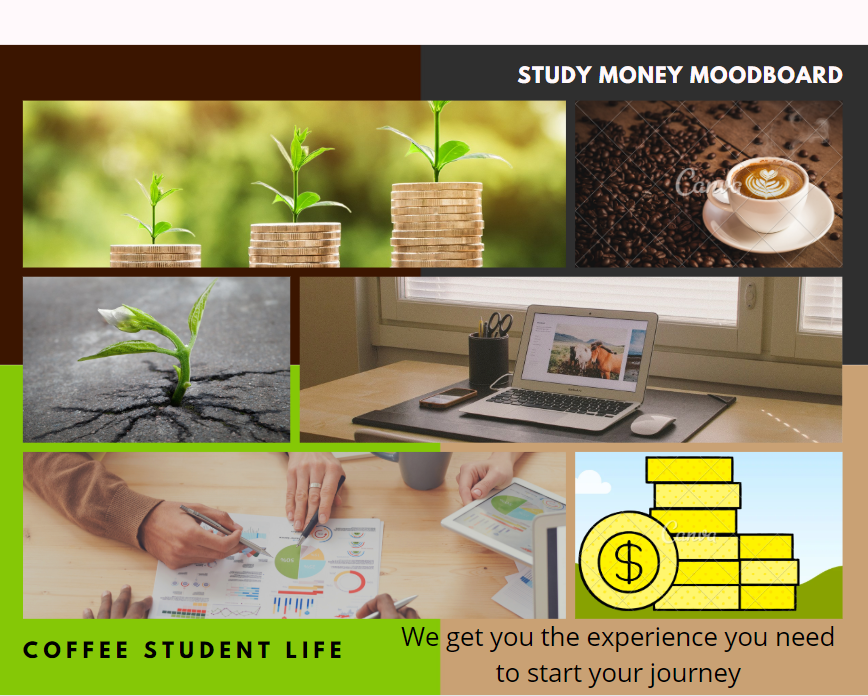 STUDY MONEY MOODBOARD
Canva
$
Canva
COFFEE STUDENT LIFE
We get you the experience you need
to start your journey